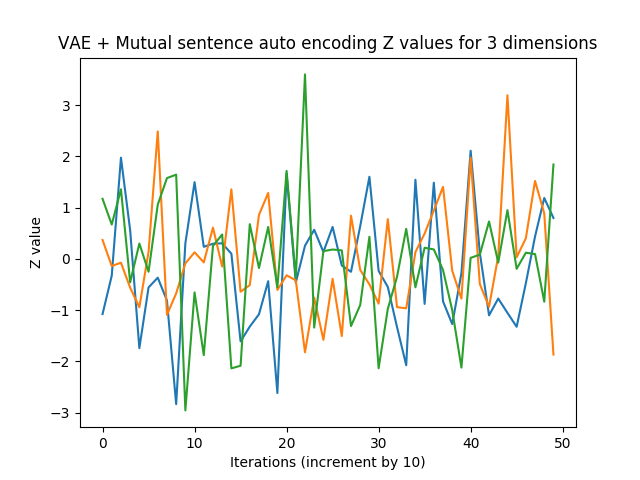 VAE + Mutual sentence auto encoding Z values for 3 dimensions
3
2
1
0
−1
−2
−3
Z value
0 10 20 30 40 50
Iterations (increment by 10)